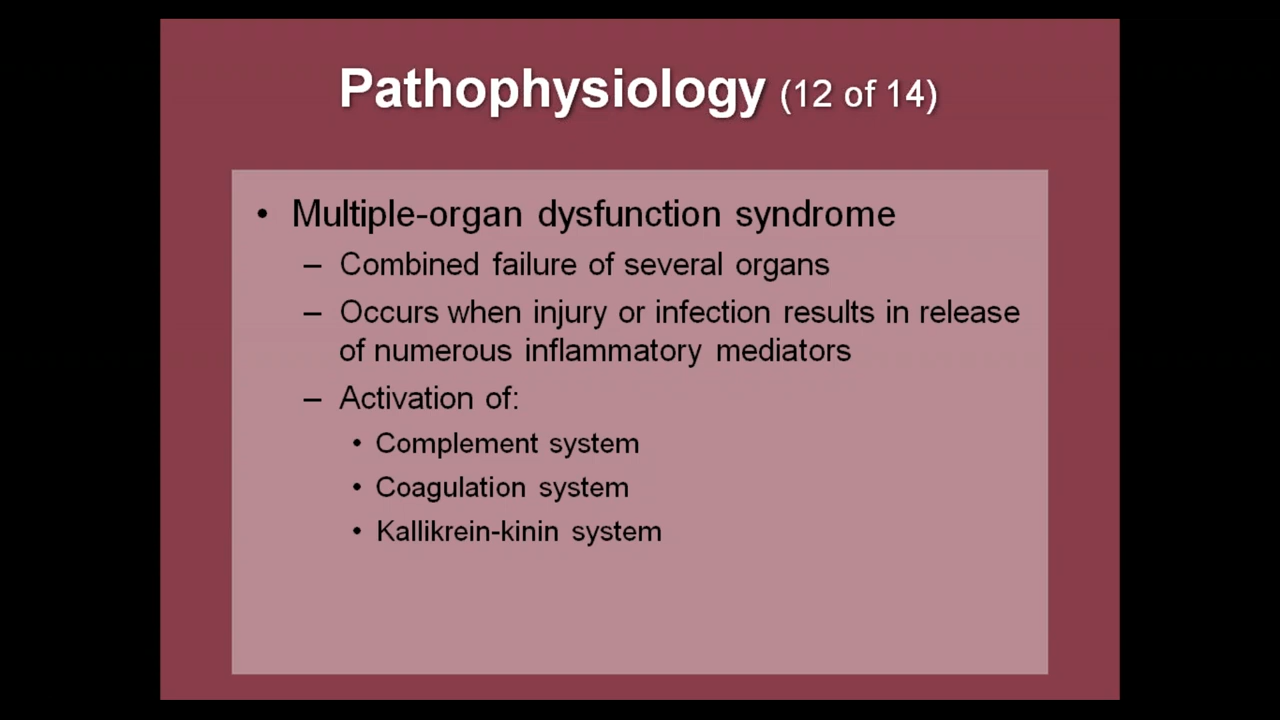 Pathophysiology (12 of 14)
• Multiple-organ dysfunction syndrome
– Combined failure of several organs
– Occurs when injury or infection results in release
of numerous inflammatory mediators
– Activation of:
• Complement system
• Coagulation system
• Kallikrein-kinin system